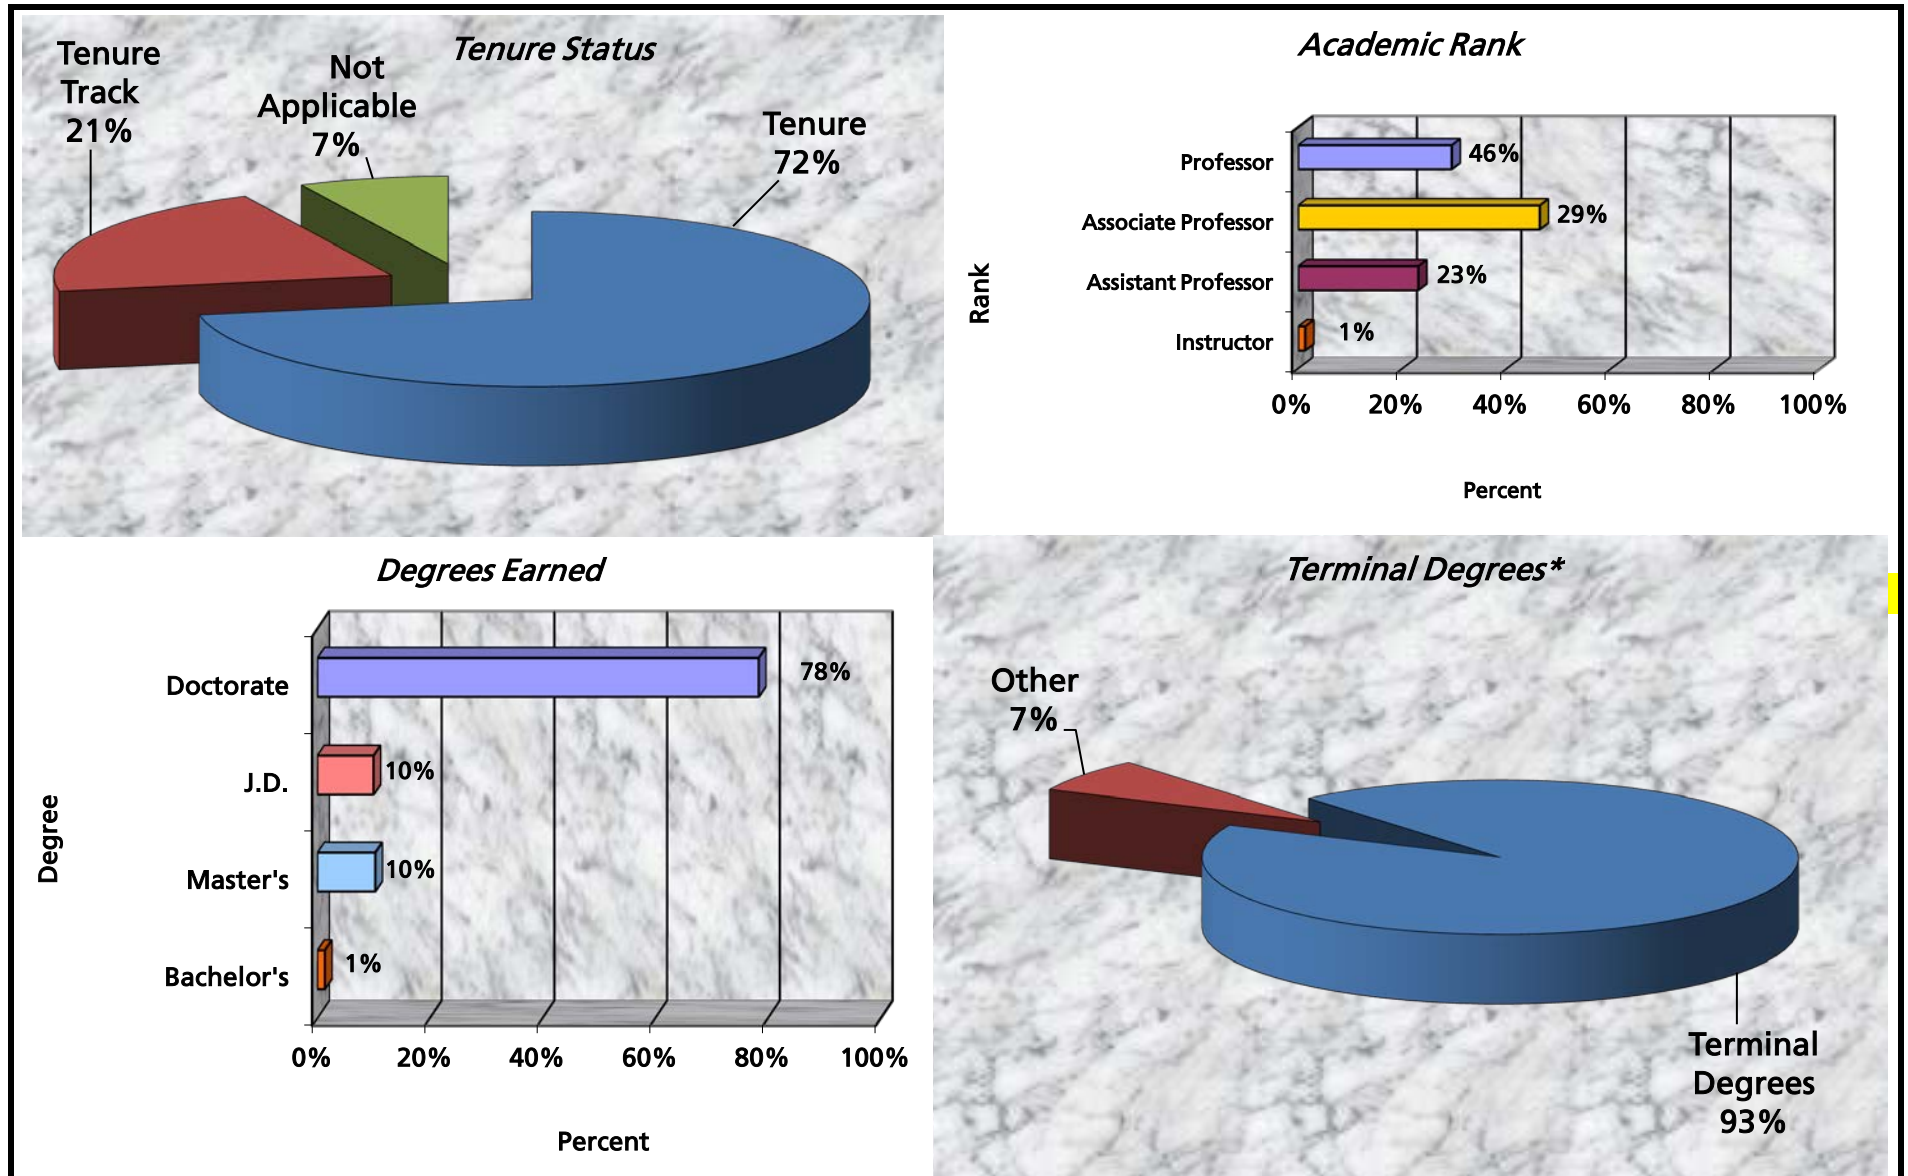 Tenure Status
Tenure
Track
21%
Not
Applicable
7%
Tenure
72%
Academic Rank
Rank
Professor
46%
Associate Professor
29%
Assistant Professor
23%
Instructor
1%
0% 20% 40% 60% 80% 100%
Percent
Degrees Earned
Degree
Doctorate
78%
J.D.
10%
Master's
10%
Bachelor's
1%
0% 20% 40% 60% 80% 100%
Percent
Terminal Degrees*
Other
7%
Terminal
Degrees
93%